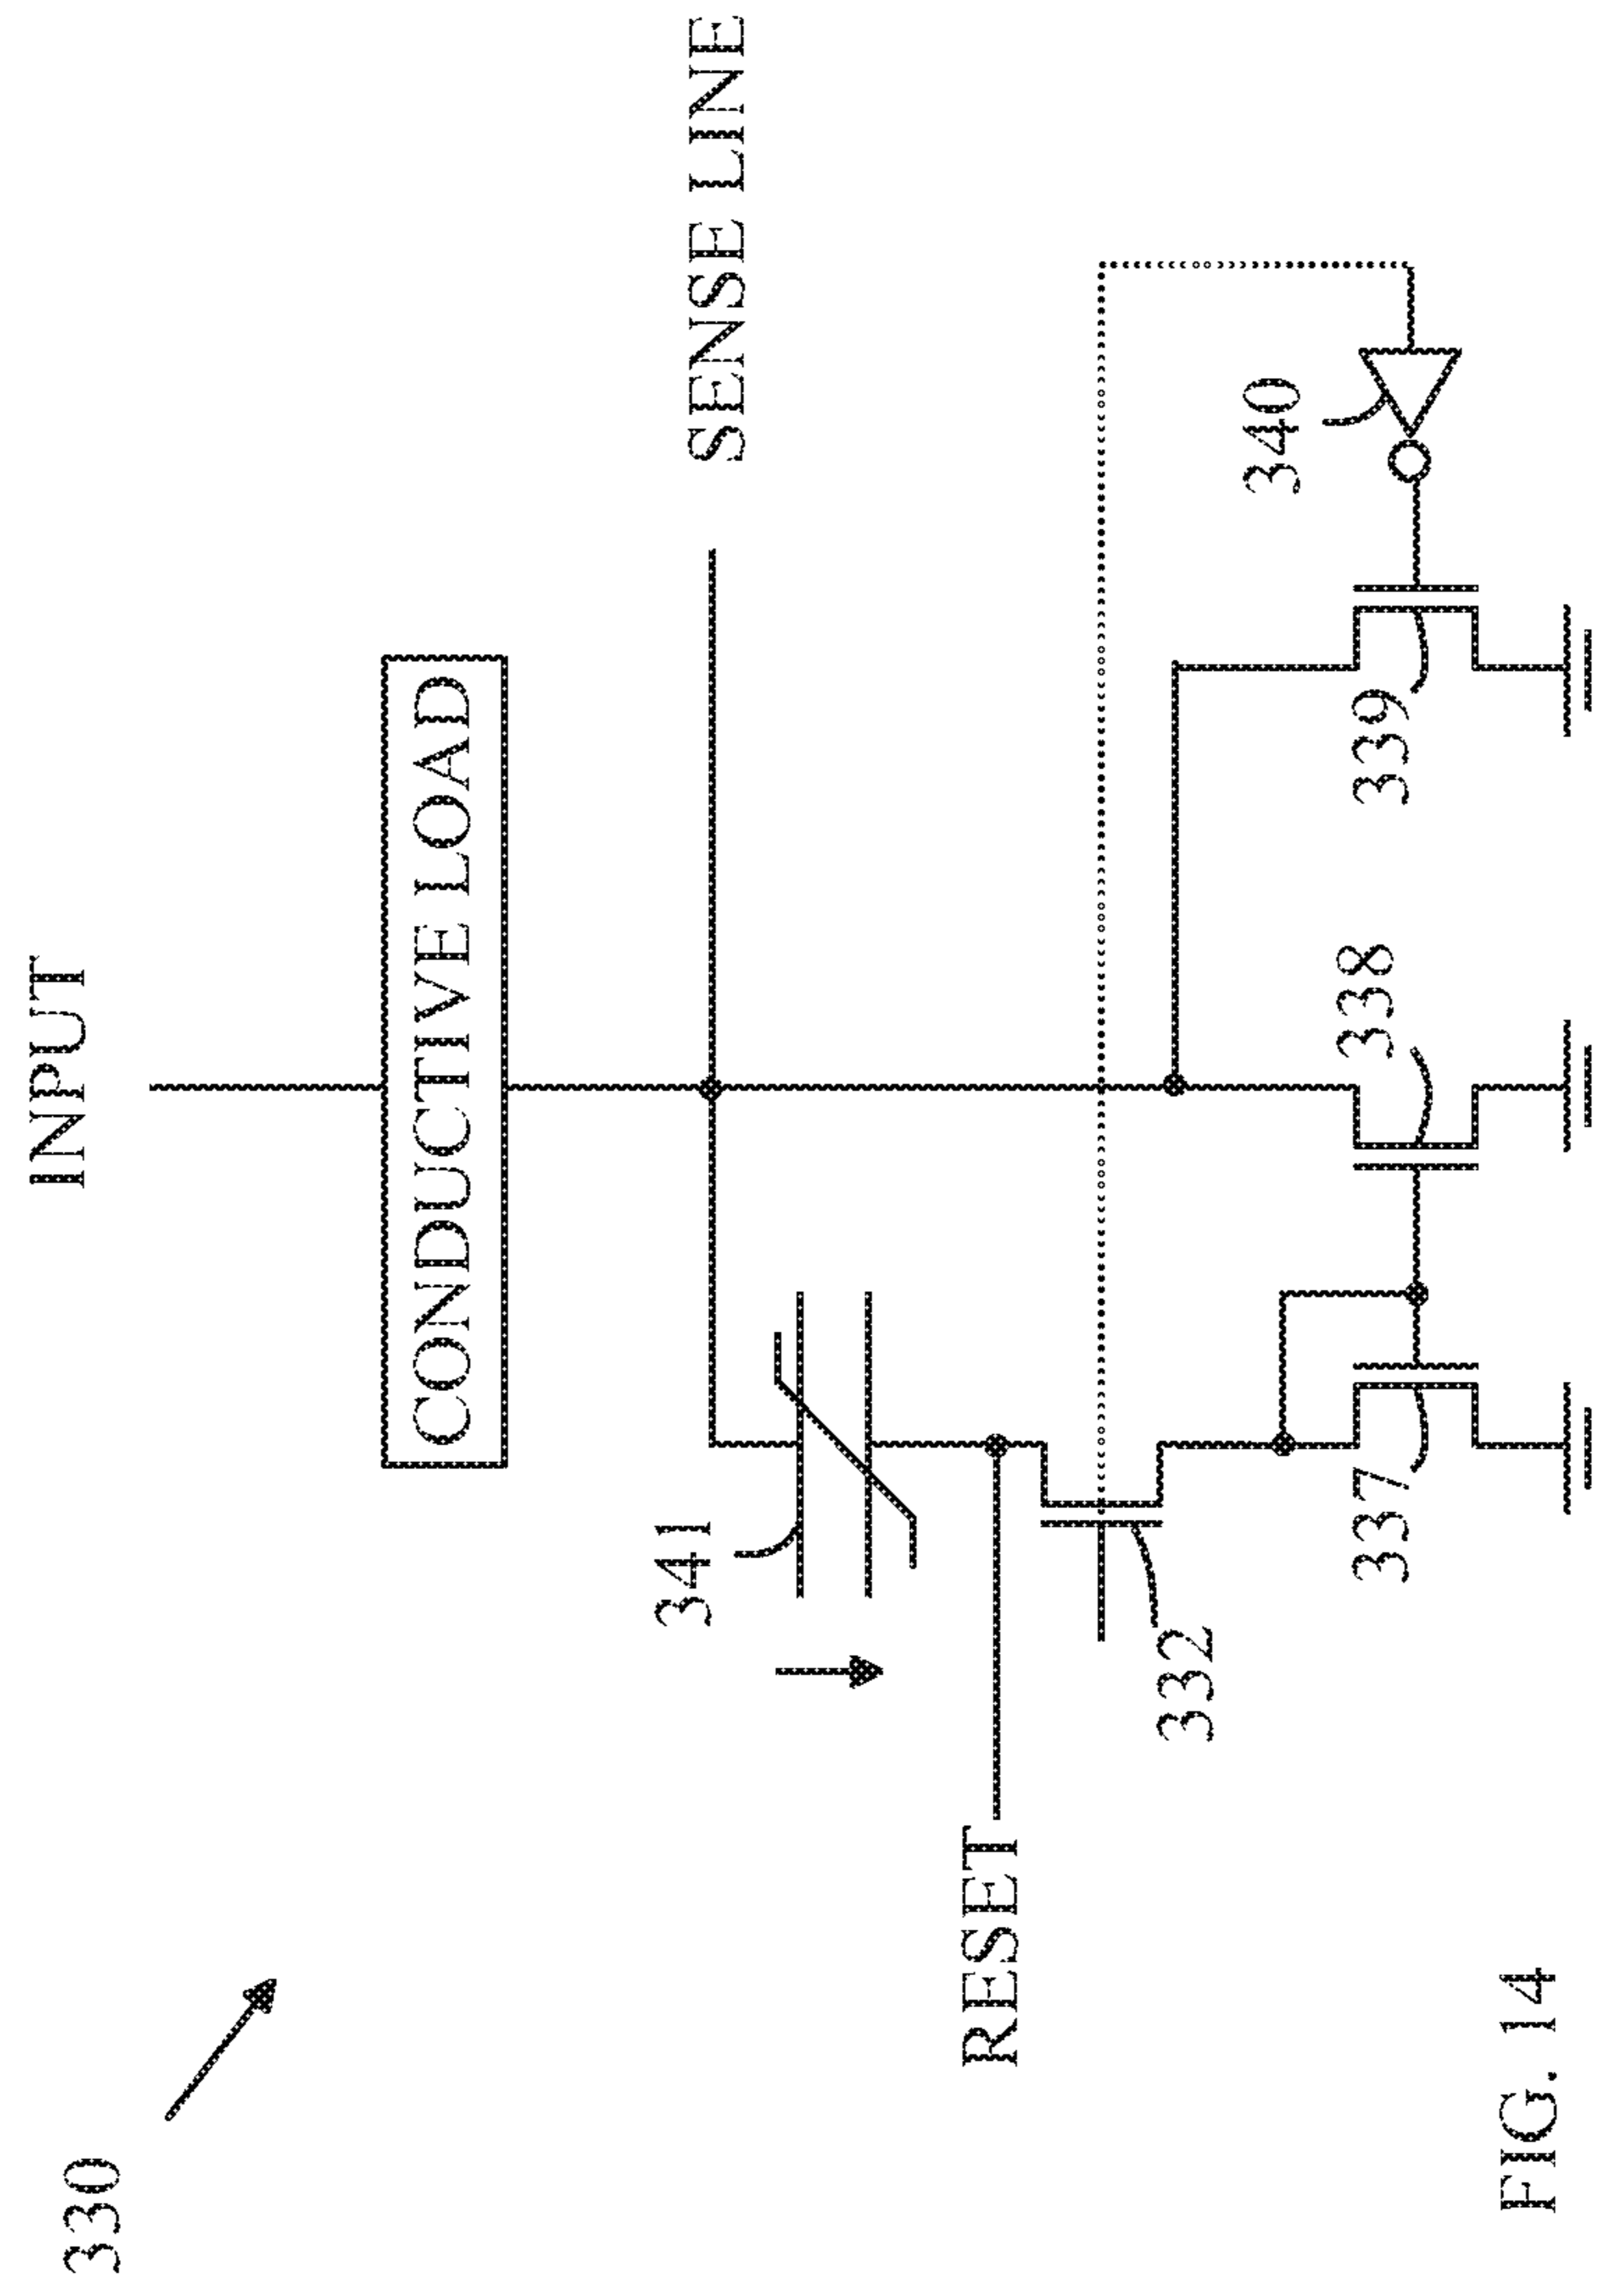 330
INPUT
CONDUCTIVE LOAD
341
SENSE LINE
RESET
332
340
337
338
339
FIG. 14